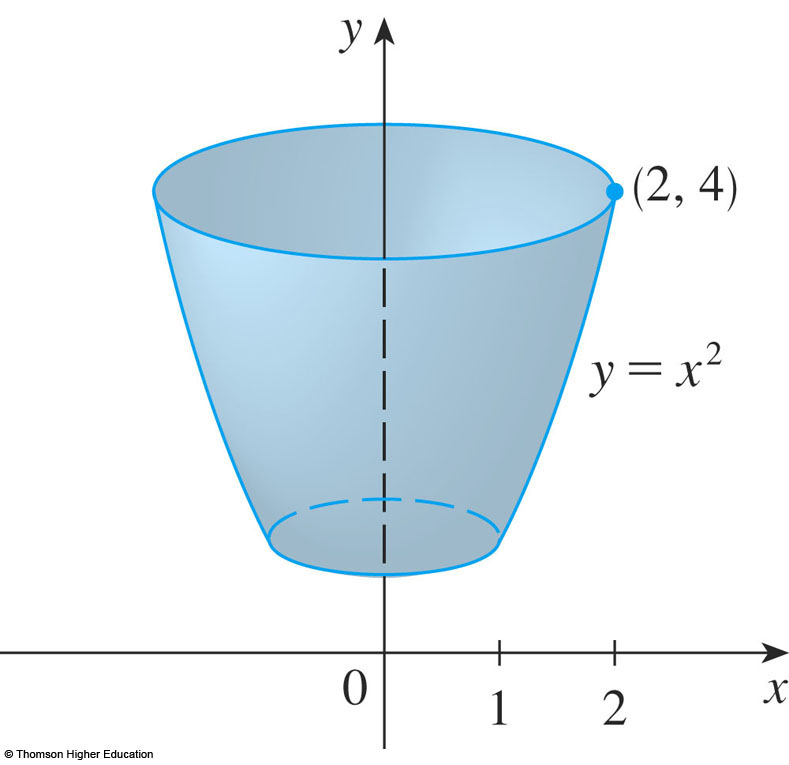 y
(2, 4)
y = x²
0
1
2
x
© Thomson Higher Education